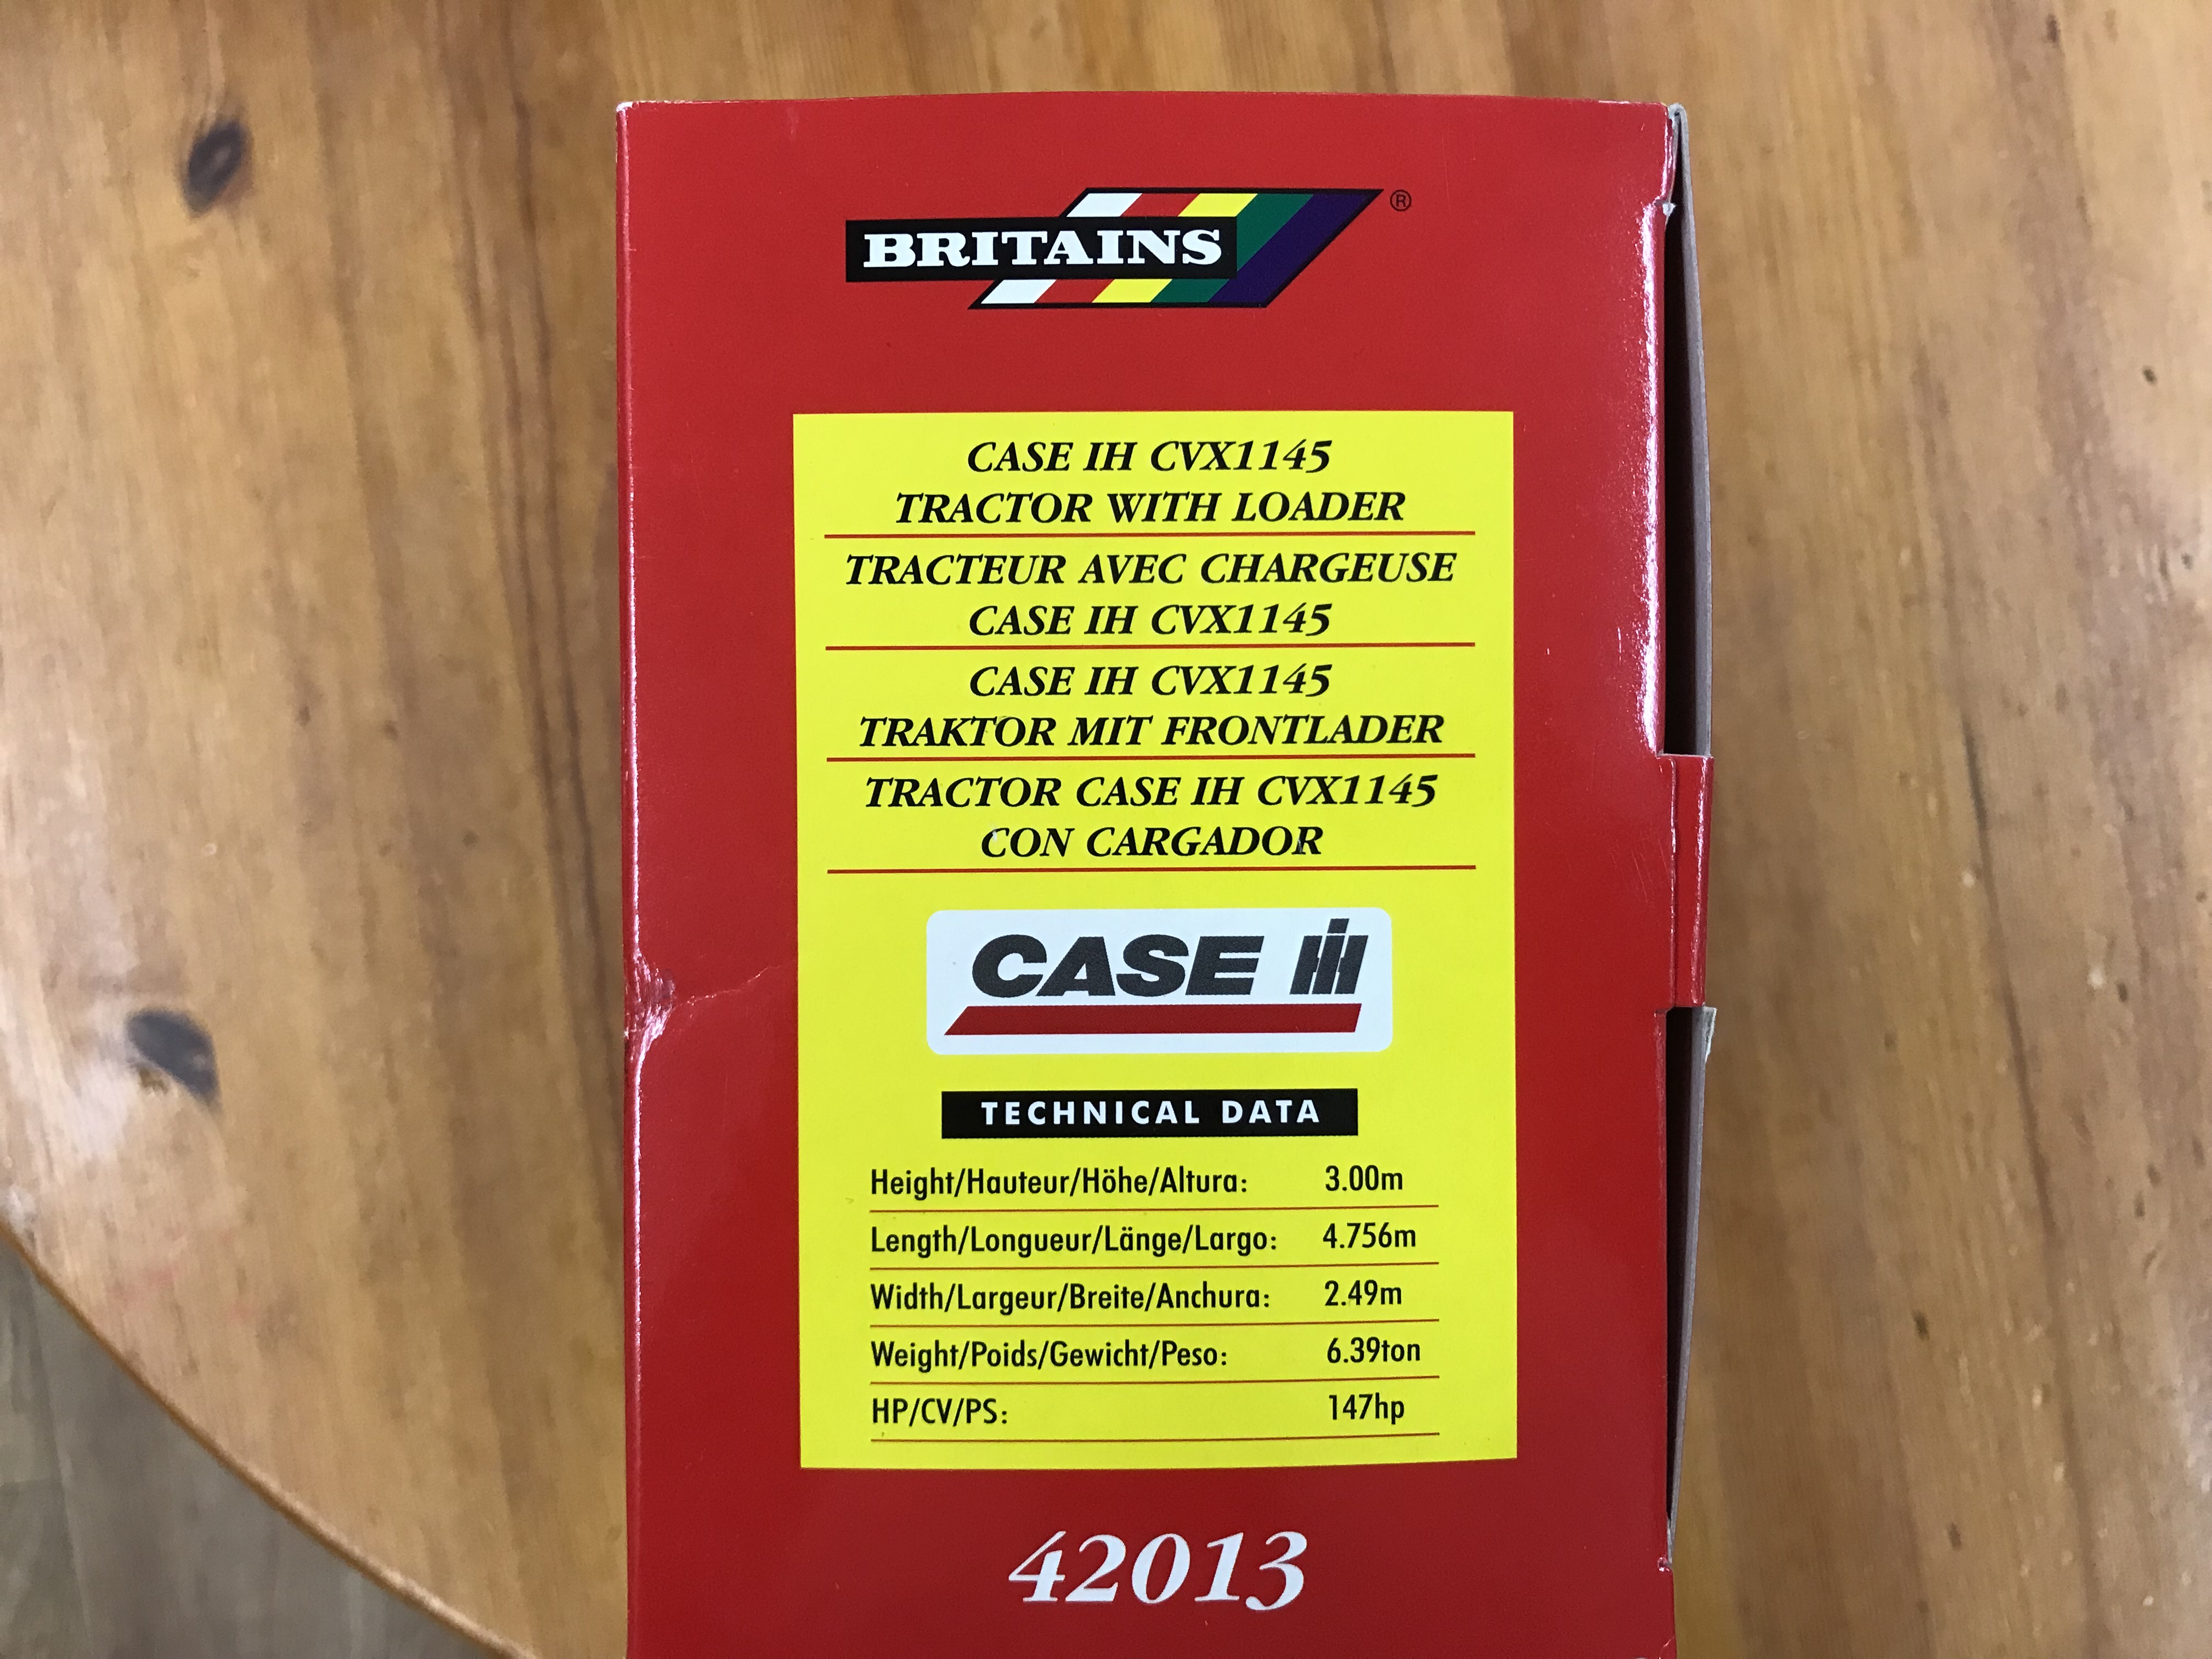 BRITAINS ®
CASE IH CVX1145
TRACTOR WITH LOADER
TRACTEUR AVEC CHARGEUSE
CASE IH CVX1145
CASE IH CVX1145
TRAKTOR MIT FRONTLADER
TRACTOR CASE IH CVX1145
CON CARGADOR
CASE IH
TECHNICAL DATA
Height/Hauteur/Höhe/Altura: 3.00m
Length/Longueur/Länge/Largo: 4.756m
Width/Largeur/Breite/Anchura: 2.49m
Weight/Poids/Gewicht/Peso: 6.39ton
HP/CV/PS: 147hp
42013